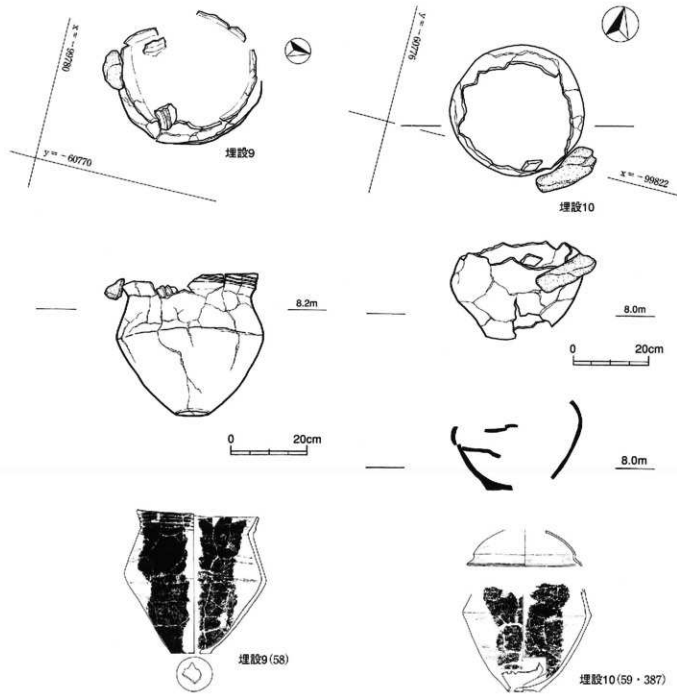 x = −99780
y = −60770
埋設9
y = −60776
x = −99822
埋設10
8.2m
0 20cm
8.0m
0 20cm
8.0m
埋設9(58)
埋設10(59・387)